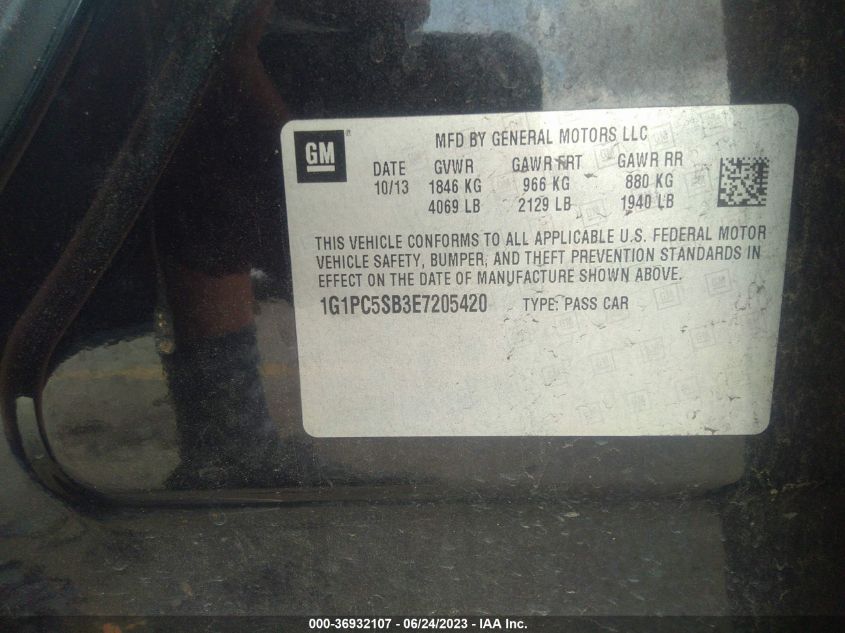 GM ®
MFD BY GENERAL MOTORS LLC
DATE GVWR GAWR FRT GAWR RR
10/13 1846 KG 966 KG 880 KG
4069 LB 2129 LB 1940 LB
THIS VEHICLE CONFORMS TO ALL APPLICABLE U.S. FEDERAL MOTOR
VEHICLE SAFETY, BUMPER, AND THEFT PREVENTION STANDARDS IN
EFFECT ON THE DATE OF MANUFACTURE SHOWN ABOVE.
1G1PC5SB3E7205420 TYPE: PASS CAR
000-36932107 - 06/24/2023 - IAA Inc.